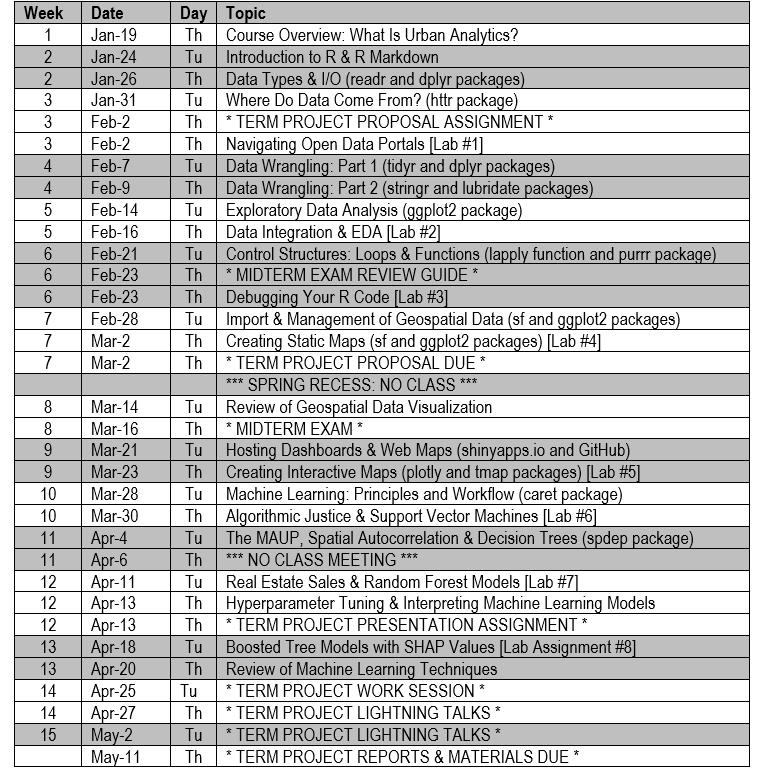 Week Date Day Topic
1 Jan-19 Th Course Overview: What Is Urban Analytics?
2 Jan-24 Tu Introduction to R & R Markdown
2 Jan-26 Th Data Types & I/O (readr and dplyr packages)
3 Jan-31 Tu Where Do Data Come From? (httr package)
3 Feb-2 Th * TERM PROJECT PROPOSAL ASSIGNMENT *
3 Feb-2 Th Navigating Open Data Portals [Lab #1]
4 Feb-7 Tu Data Wrangling: Part 1 (tidyr and dplyr packages)
4 Feb-9 Th Data Wrangling: Part 2 (stringr and lubridate packages)
5 Feb-14 Tu Exploratory Data Analysis (ggplot2 package)
5 Feb-16 Th Data Integration & EDA [Lab #2]
6 Feb-21 Tu Control Structures: Loops & Functions (lapply function and purrr package)
6 Feb-23 Th * MIDTERM EXAM REVIEW GUIDE *
6 Feb-23 Th Debugging Your R Code [Lab #3]
7 Feb-28 Tu Import & Management of Geospatial Data (sf and ggplot2 packages)
7 Mar-2 Th Creating Static Maps (sf and ggplot2 packages) [Lab #4]
7 Mar-2 Th * TERM PROJECT PROPOSAL DUE *
*** SPRING RECESS: NO CLASS ***
8 Mar-14 Tu Review of Geospatial Data Visualization
8 Mar-16 Th * MIDTERM EXAM *
9 Mar-21 Tu Hosting Dashboards & Web Maps (shinyapps.io and GitHub)
9 Mar-23 Th Creating Interactive Maps (plotly and tmap packages) [Lab #5]
10 Mar-28 Tu Machine Learning: Principles and Workflow (caret package)
10 Mar-30 Th Algorithmic Justice & Support Vector Machines [Lab #6]
11 Apr-4 Tu The MAUP, Spatial Autocorrelation & Decision Trees (spdep package)
11 Apr-6 Th *** NO CLASS MEETING ***
12 Apr-11 Tu Real Estate Sales & Random Forest Models [Lab #7]
12 Apr-13 Th Hyperparameter Tuning & Interpreting Machine Learning Models
12 Apr-13 Th * TERM PROJECT PRESENTATION ASSIGNMENT *
13 Apr-18 Tu Boosted Tree Models with SHAP Values [Lab Assignment #8]
13 Apr-20 Th Review of Machine Learning Techniques
14 Apr-25 Tu * TERM PROJECT WORK SESSION *
14 Apr-27 Th * TERM PROJECT LIGHTNING TALKS *
15 May-2 Tu * TERM PROJECT LIGHTNING TALKS *
May-11 Th * TERM PROJECT REPORTS & MATERIALS DUE *